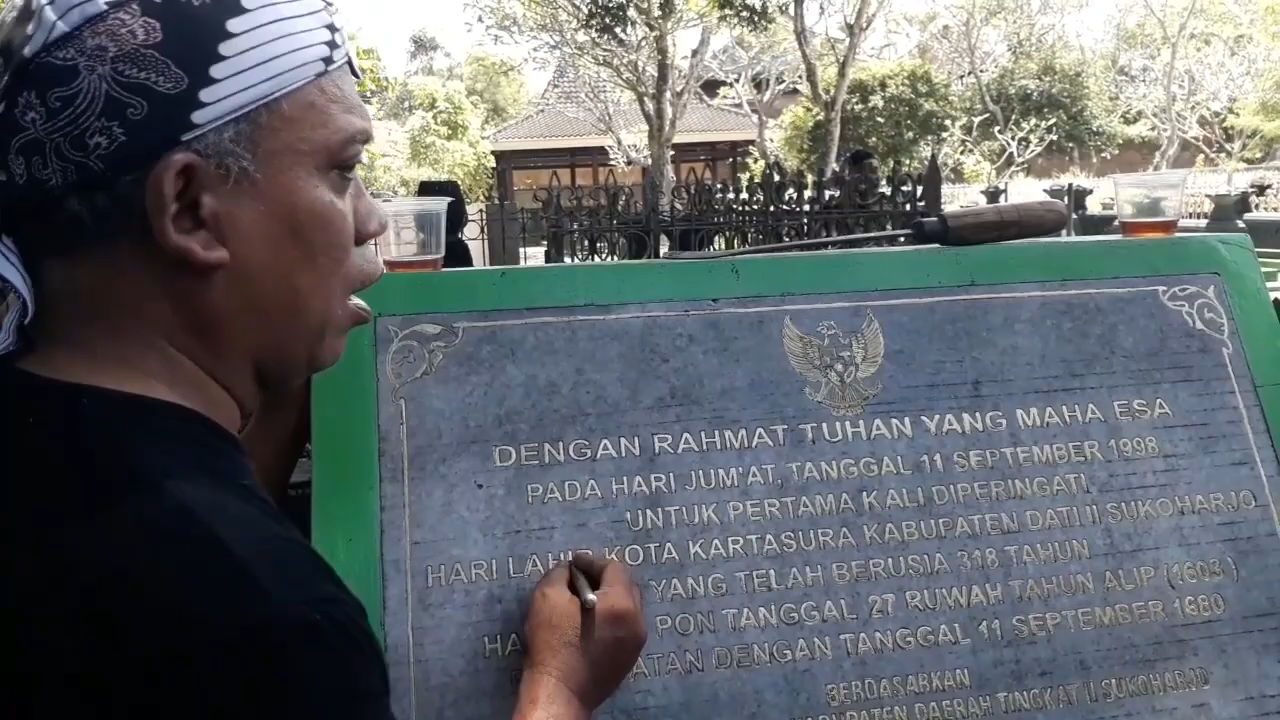 DENGAN RAHMAT TUHAN YANG MAHA ESA
PADA HARI JUM'AT, TANGGAL 11 SEPTEMBER 1998
UNTUK PERTAMA KALI DIPERINGATI
HARI LAHIR KOTA KARTASURA KABUPATEN DATI II SUKOHARJO
YANG TELAH BERUSIA 318 TAHUN
HA PON TANGGAL 27 RUWAH TAHUN ALIP (1603)
ATAN DENGAN TANGGAL 11 SEPTEMBER 1680
BERDASARKAN
KABUPATEN DAERAH TINGKAT II SUKOHARJO